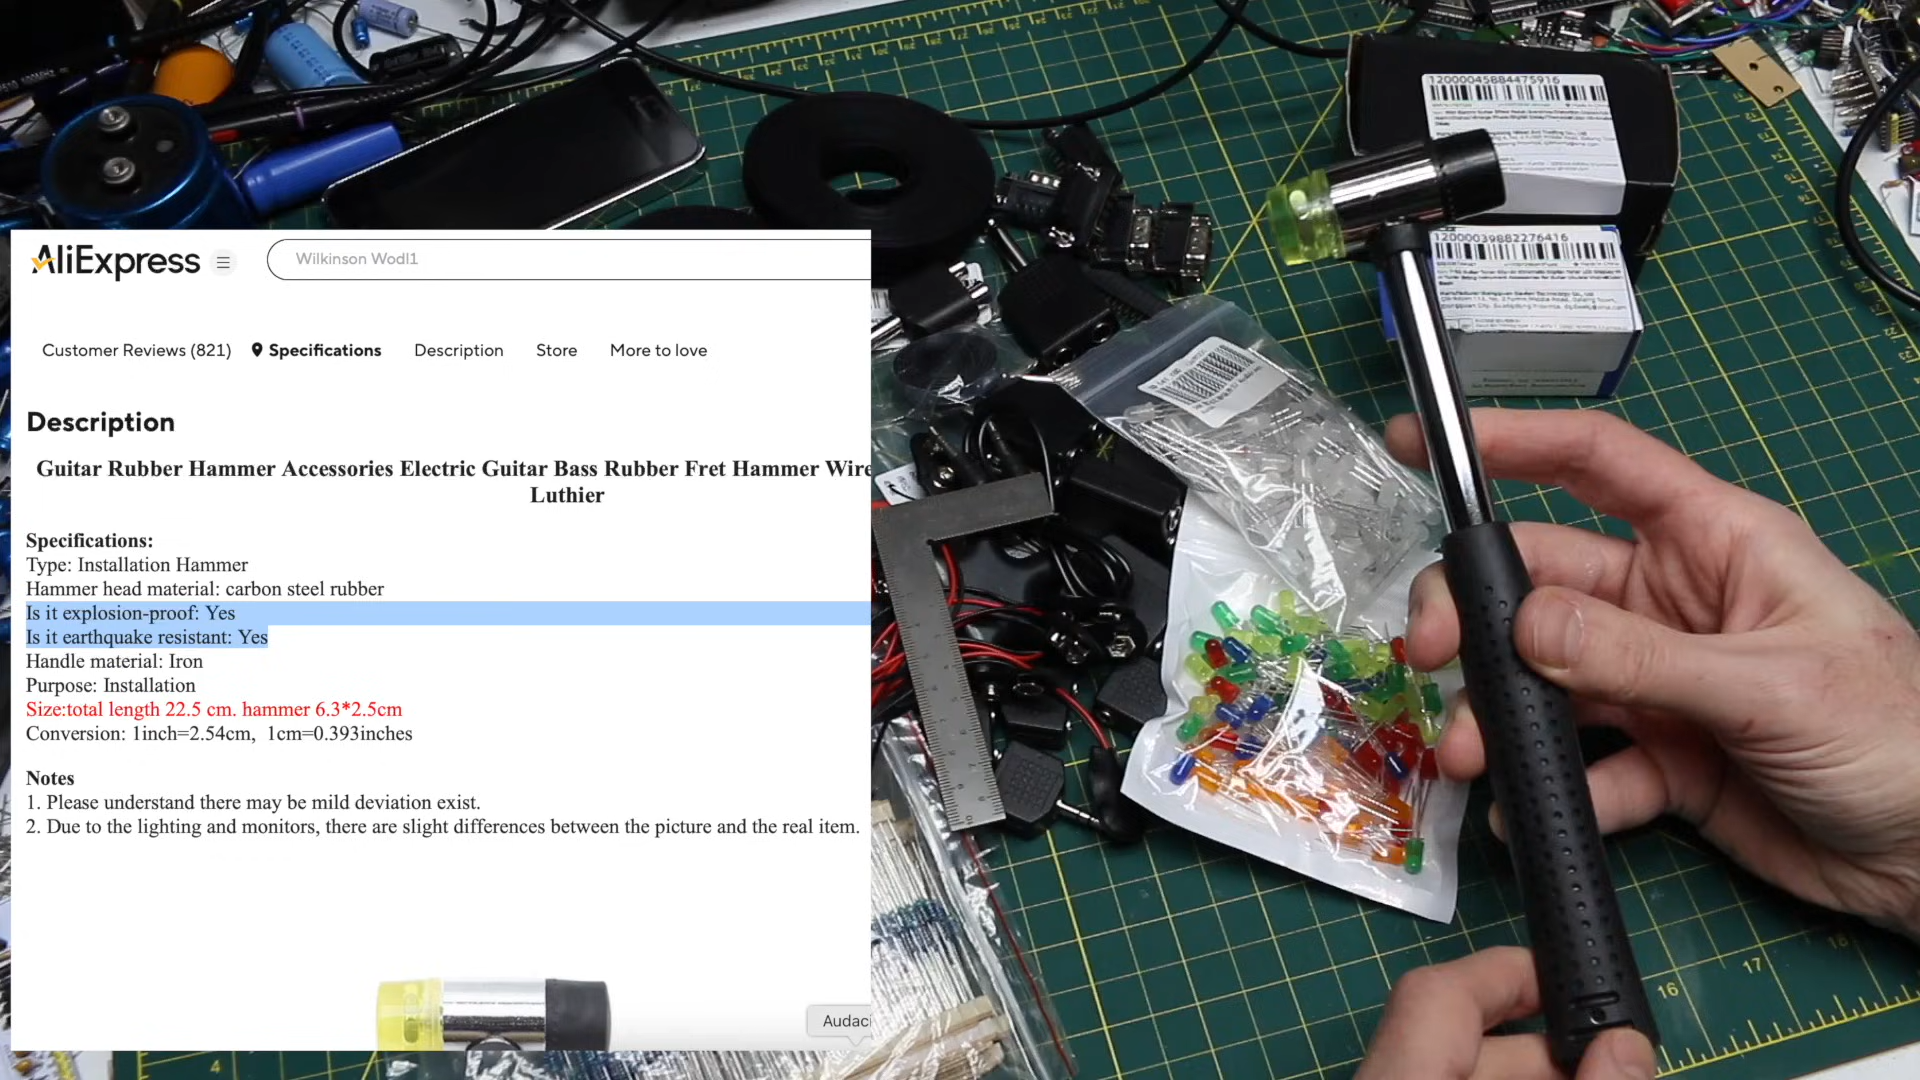 12000045884475916
12000039882276416
AliExpress
Wilkinson Wodl1
Customer Reviews (821)
Specifications
Description
Store
More to love
Description
Guitar Rubber Hammer Accessories Electric Guitar Bass Rubber Fret Hammer Wire
Luthier
Specifications:
Type: Installation Hammer
Hammer head material: carbon steel rubber
Is it explosion-proof: Yes
Is it earthquake resistant: Yes
Handle material: Iron
Purpose: Installation
Size:total length 22.5 cm. hammer 6.3*2.5cm
Conversion: 1inch=2.54cm, 1cm=0.393inches
Notes
1. Please understand there may be mild deviation exist.
2. Due to the lighting and monitors, there are slight differences between the picture and the real item.
Audaci
17
16
4